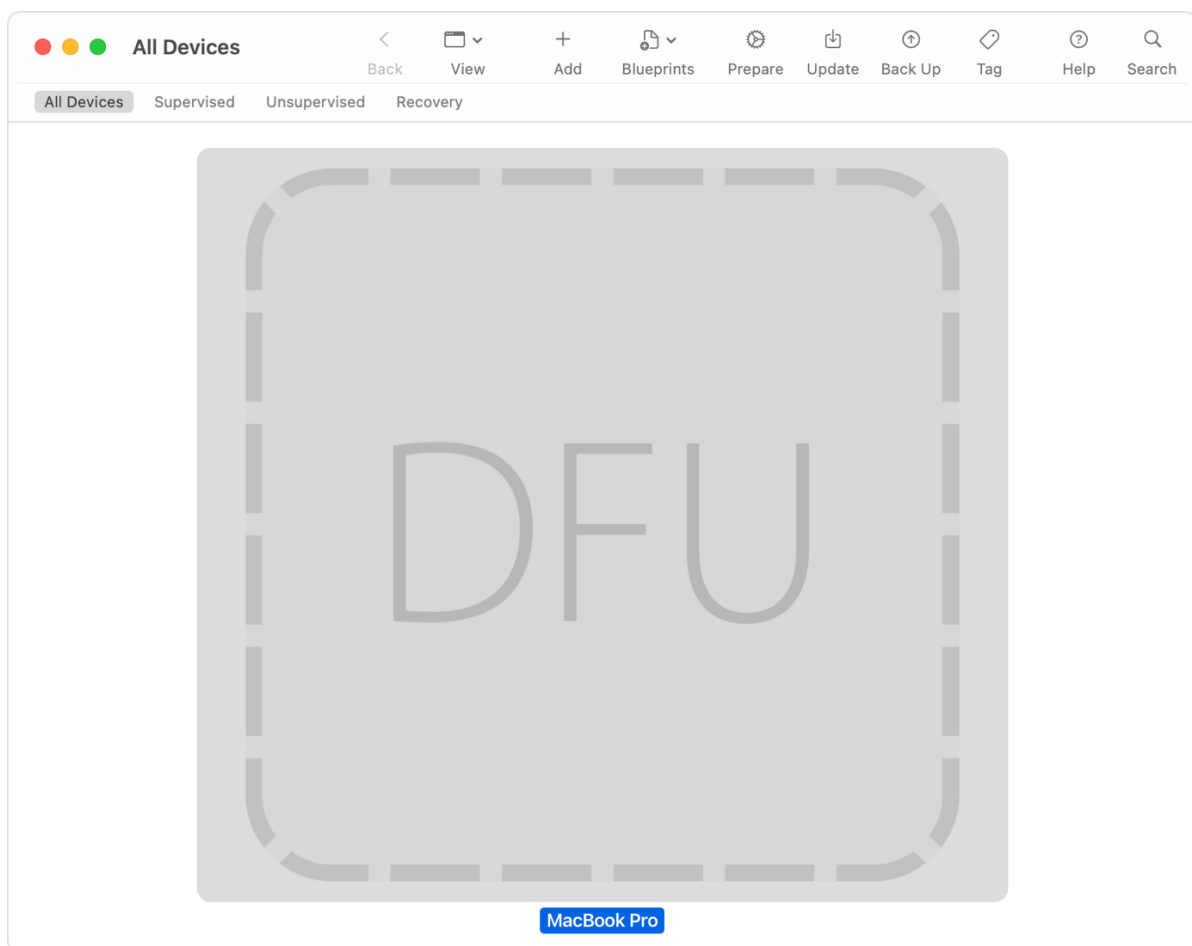 All Devices
Back View Add Blueprints Prepare Update Back Up Tag Help Search
All Devices Supervised Unsupervised Recovery
DFU
MacBook Pro